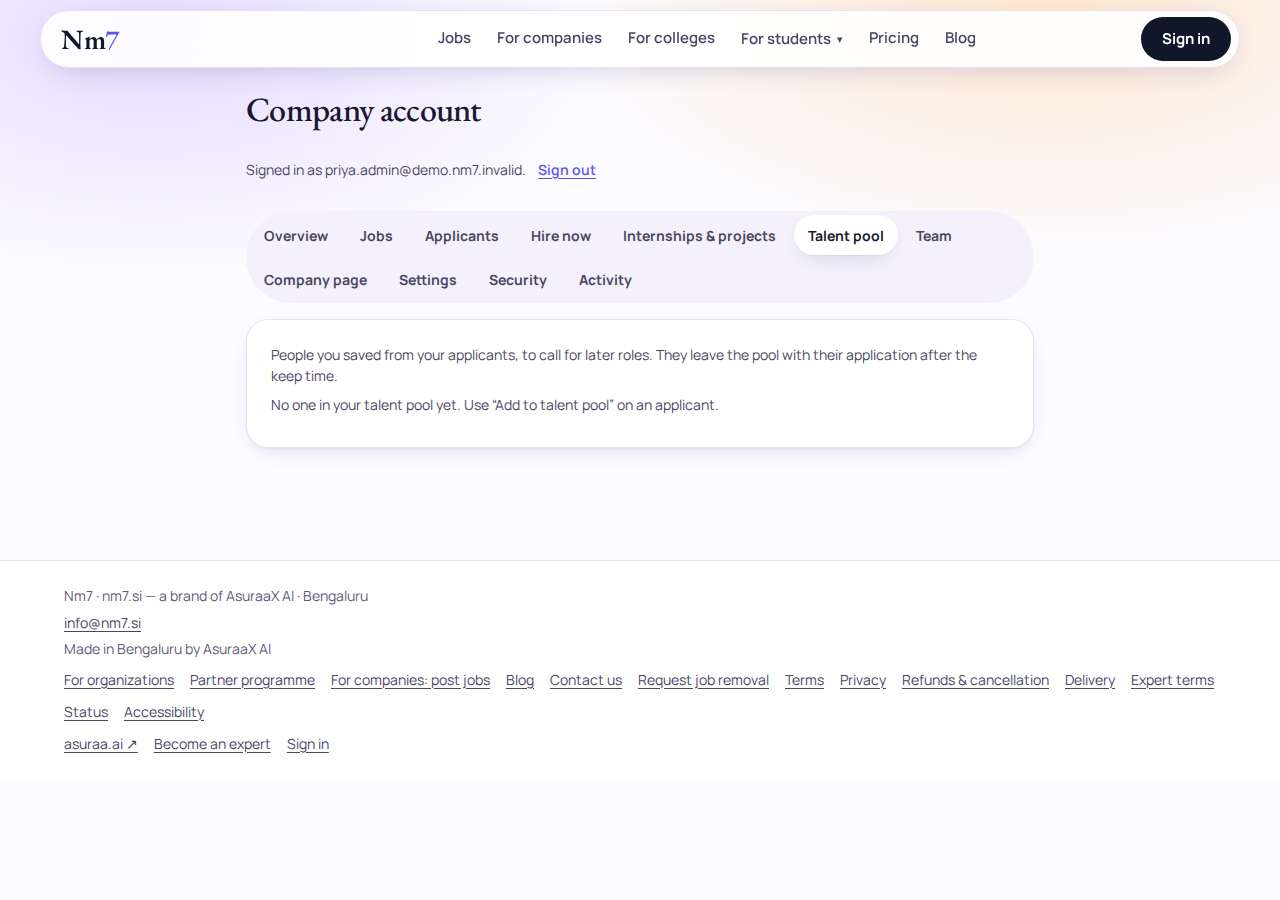 Nm7
Jobs
For companies
For colleges
For students ▾
Pricing
Blog
Sign in
Company account
Signed in as priya.admin@demo.nm7.invalid. Sign out
Overview
Jobs
Applicants
Hire now
Internships & projects
Talent pool
Team
Company page
Settings
Security
Activity
People you saved from your applicants, to call for later roles. They leave the pool with their application after the
keep time.
No one in your talent pool yet. Use “Add to talent pool” on an applicant.
Nm7 · nm7.si — a brand of AsuraaX AI · Bengaluru
info@nm7.si
Made in Bengaluru by AsuraaX AI
For organizations Partner programme For companies: post jobs Blog Contact us Request job removal Terms Privacy Refunds & cancellation Delivery Expert terms
Status Accessibility
asuraa.ai ↗ Become an expert Sign in